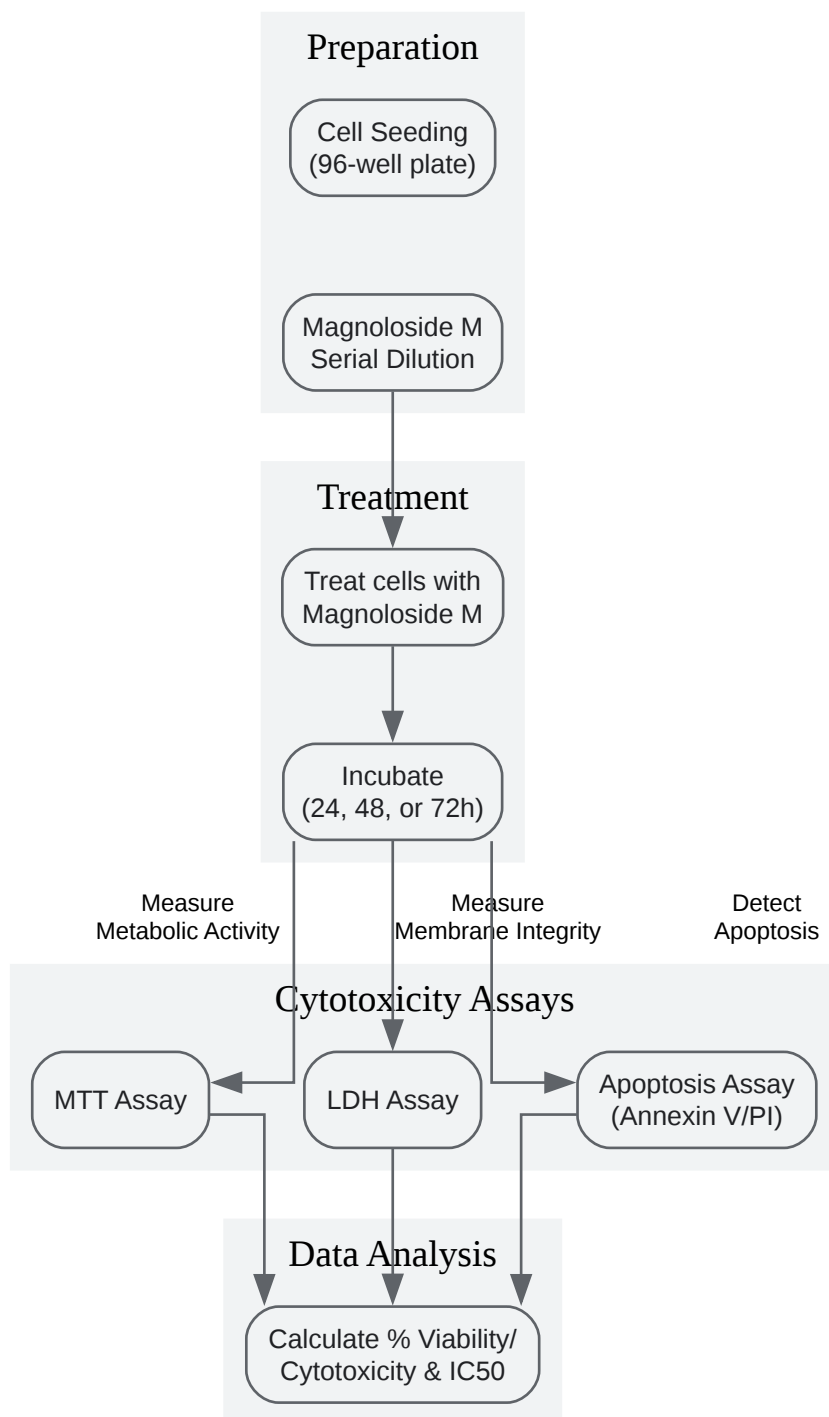 Preparation
Cell Seeding
(96-well plate)
Magnoloside M
Serial Dilution
Treatment
Treat cells with
Magnoloside M
Incubate
(24, 48, or 72h)
Measure
Metabolic Activity
Measure
Membrane Integrity
Detect
Apoptosis
Cytotoxicity Assays
MTT Assay
LDH Assay
Apoptosis Assay
(Annexin V/PI)
Data Analysis
Calculate % Viability/
Cytotoxicity & IC50